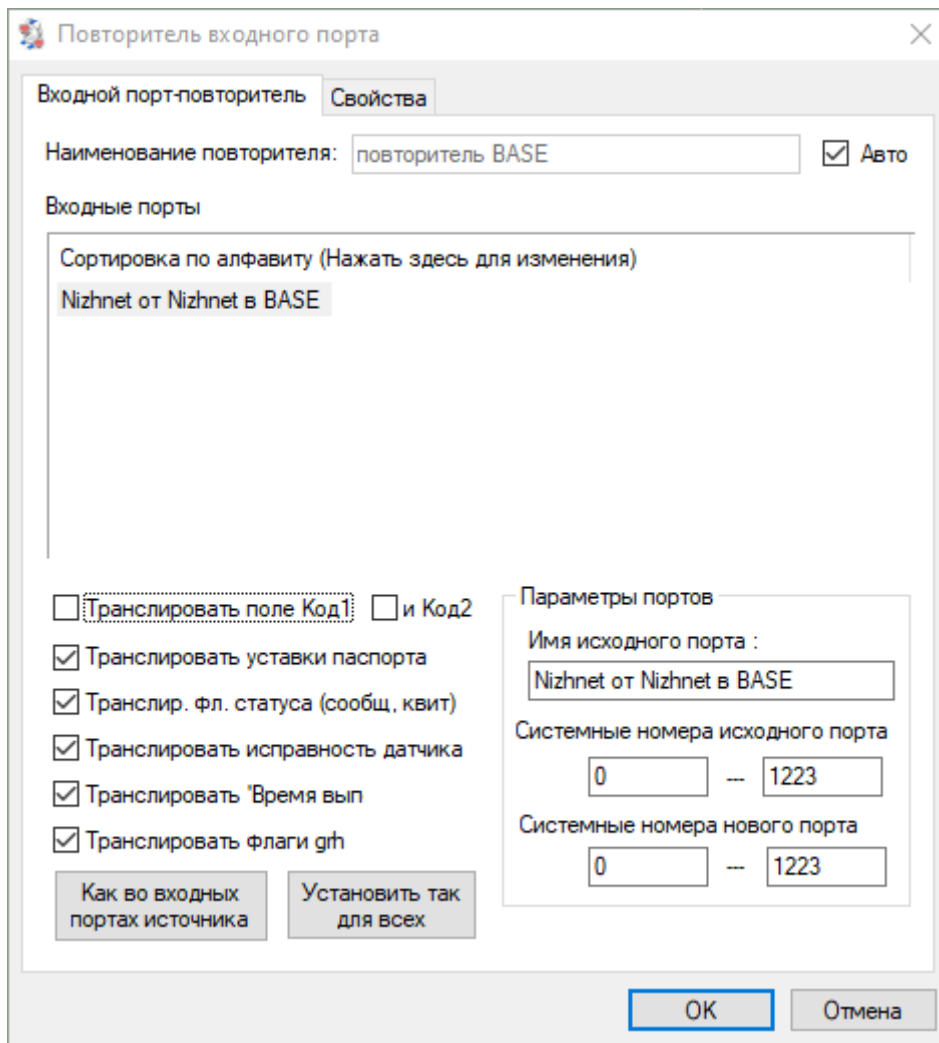 Повторитель входного порта
Входной порт-повторитель Свойства
Наименование повторителя: повторитель BASE Авто
Входные порты
Сортировка по алфавиту (Нажать здесь для изменения)
Nizhnet от Nizhnet в BASE
Транслировать поле Код1 и Код2
Транслировать уставки паспорта
Транслир. фл. статуса (сообщ, квит)
Транслировать исправность датчика
Транслировать "Время вып
Транслировать флаги grh
Как во входных
портах источника
Установить так
для всех
Параметры портов
Имя исходного порта :
Nizhnet от Nizhnet в BASE
Системные номера исходного порта
0 --- 1223
Системные номера нового порта
0 --- 1223
OK Отмена